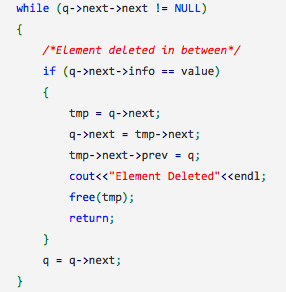 while (q->next->next != NULL)
{
/*Element deleted in between*/
if (q->next->info == value)
{
tmp = q->next;
q->next = tmp->next;
tmp->next->prev = q;
cout<<"Element Deleted"<<endl;
free(tmp);
return;
}
q = q->next;
}